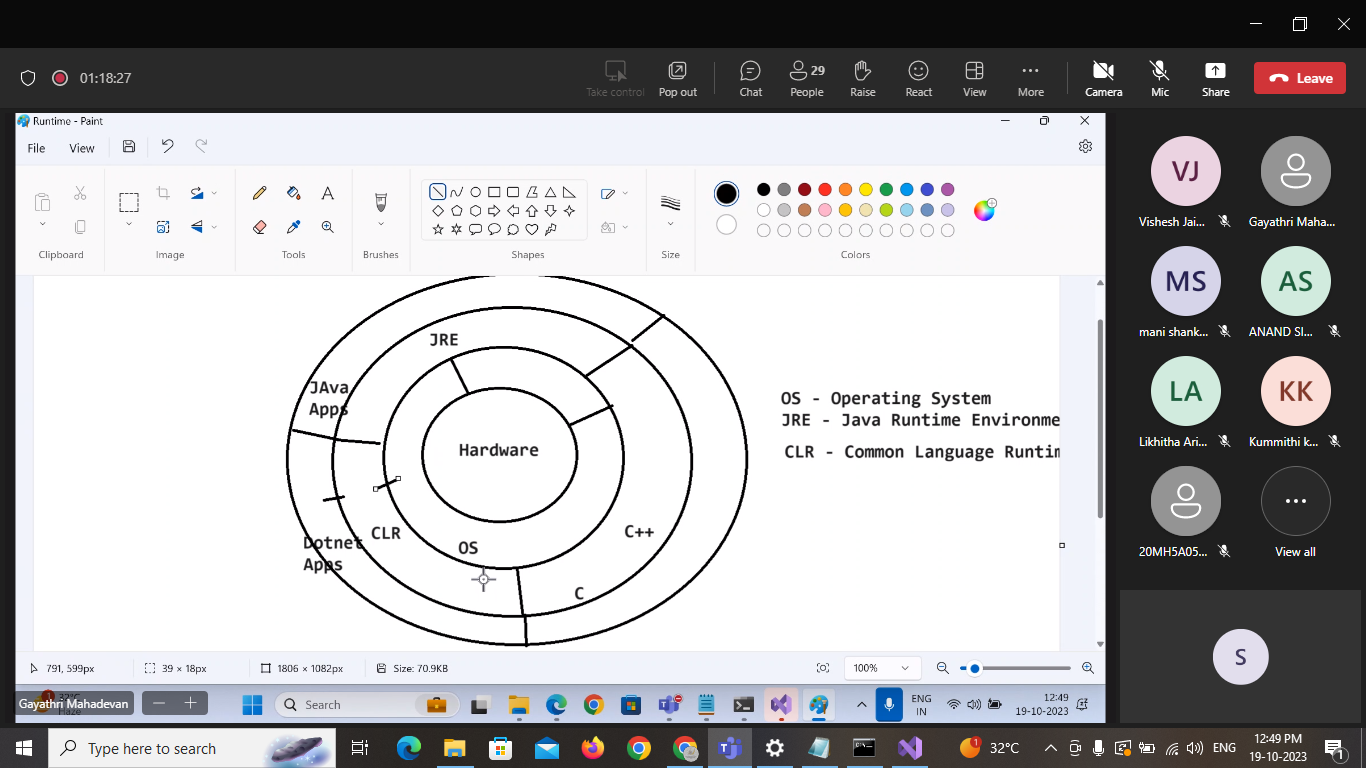 01:18:27
Take control
Pop out
Chat
People
29
Raise
React
View
More
Camera
Mic
Share
Leave
Runtime - Paint
File
View
Clipboard
Image
Tools
Brushes
Shapes
Size
Colors
JRE
JAva
Apps
Hardware
CLR
OS
Dotnet
Apps
C++
C
OS - Operating System
JRE - Java Runtime Environme
CLR - Common Language Runtim
791, 599px
39 × 18px
1806 × 1082px
Size: 70.9KB
100%
Gayathri Mahadevan
Search
ENG
IN
12:49
19-10-2023
VJ
Vishesh Jai...
Gayathri Maha...
MS
mani shank...
AS
ANAND SI...
LA
Likhitha Ari...
KK
Kummithi k...
20MH5A05...
View all
S
Type here to search
32°C
ENG
12:49 PM
19-10-2023
1